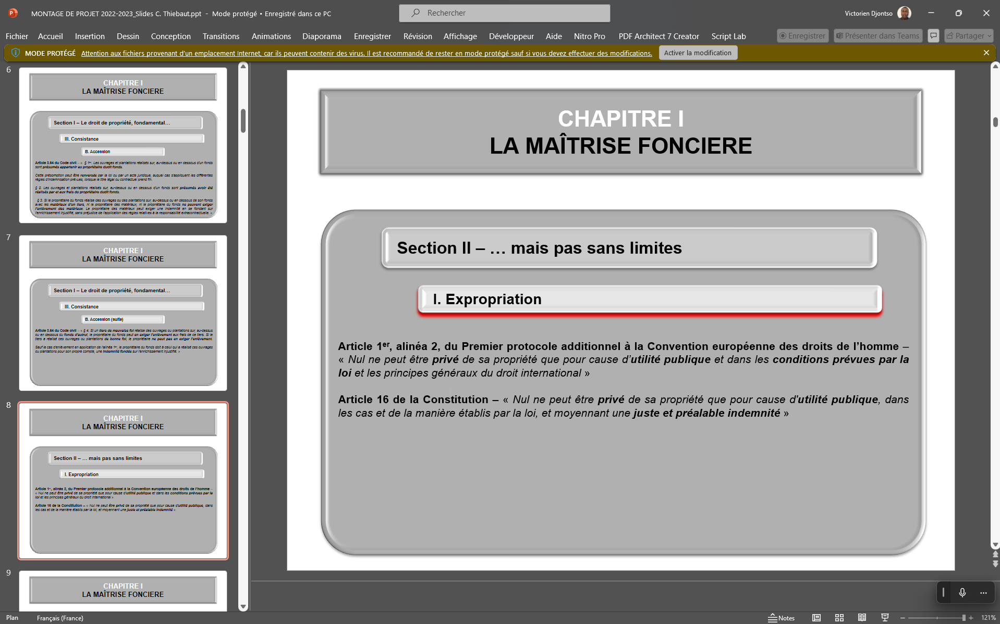 MONTAGE DE PROJET 2022-2023_Slides C. Thiebaut.ppt - Mode protégé • Enregistré dans ce PC
Rechercher
Victorien Djontso
Fichier Accueil Insertion Dessin Conception Transitions Animations Diaporama Enregistrer Révision Affichage Développeur Aide Nitro Pro PDF Architect 7 Creator Script Lab
Enregistrer Présenter dans Teams Partager
MODE PROTÉGÉ Attention aux fichiers provenant d'un emplacement Internet, car ils peuvent contenir des virus. Il est recommandé de rester en mode protégé sauf si vous devez effectuer des modifications. Activer la modification
6
CHAPITRE I
LA MAÎTRISE FONCIERE
Section I – Le droit de propriété, fondamental…
III. Consistance
B. Accession
Article 3.64 du Code civil – « § 1er. Les ouvrages et plantations réalisés sur, au-dessus ou en dessous d'un fonds
sont présumés appartenir au propriétaire dudit fonds.
Cette présomption peut être renversée par la loi ou par un acte juridique, auquel cas s'appliquent les différentes
règles d'indemnisation prévues, lorsque le titre légal ou contractuel prend fin.
§ 2. Les ouvrages et plantations réalisés sur, au-dessus ou en dessous d'un fonds sont présumés avoir été
réalisés par et aux frais du propriétaire dudit fonds.
§ 3. Si le propriétaire du fonds réalise des ouvrages ou des plantations sur, au-dessus ou en dessous de son fonds
avec les matériaux d'un tiers, ni le propriétaire des matériaux, ni le propriétaire du fonds ne peuvent exiger
l'enlèvement des matériaux. Le propriétaire des matériaux peut exiger une indemnité en se fondant sur
l'enrichissement injustifié, sans préjudice de l'application des règles relatives à la responsabilité extracontractuelle. »
7
CHAPITRE I
LA MAÎTRISE FONCIERE
Section I – Le droit de propriété, fondamental…
III. Consistance
B. Accession (suite)
Article 3.64 du Code civil – « § 4. Si un tiers de mauvaise foi réalise des ouvrages ou plantations sur, au-dessus
ou en dessous du fonds d'autrui, le propriétaire du fonds peut en exiger l'enlèvement aux frais de ce tiers. Si le
tiers a réalisé ces ouvrages ou plantations de bonne foi, le propriétaire ne peut pas en exiger l'enlèvement.
Sauf le cas d'enlèvement en application de l'alinéa 1er, le propriétaire du fonds doit à celui qui a réalisé ces ouvrages
ou plantations pour son propre compte, une indemnité fondée sur l'enrichissement injustifié. »
8
CHAPITRE I
LA MAÎTRISE FONCIERE
Section II – … mais pas sans limites
I. Expropriation
Article 1er, alinéa 2, du Premier protocole additionnel à la Convention européenne des droits de l'homme –
« Nul ne peut être privé de sa propriété que pour cause d'utilité publique et dans les conditions prévues par la
loi et les principes généraux du droit international »
Article 16 de la Constitution – « Nul ne peut être privé de sa propriété que pour cause d'utilité publique, dans
les cas et de la manière établis par la loi, et moyennant une juste et préalable indemnité »
9
CHAPITRE I
LA MAÎTRISE FONCIERE
CHAPITRE I
LA MAÎTRISE FONCIERE
Section II – … mais pas sans limites
I. Expropriation
Article 1er, alinéa 2, du Premier protocole additionnel à la Convention européenne des droits de l'homme –
« Nul ne peut être privé de sa propriété que pour cause d'utilité publique et dans les conditions prévues par la
loi et les principes généraux du droit international »
Article 16 de la Constitution – « Nul ne peut être privé de sa propriété que pour cause d'utilité publique, dans
les cas et de la manière établis par la loi, et moyennant une juste et préalable indemnité »
Plan Français (France) Notes 121%